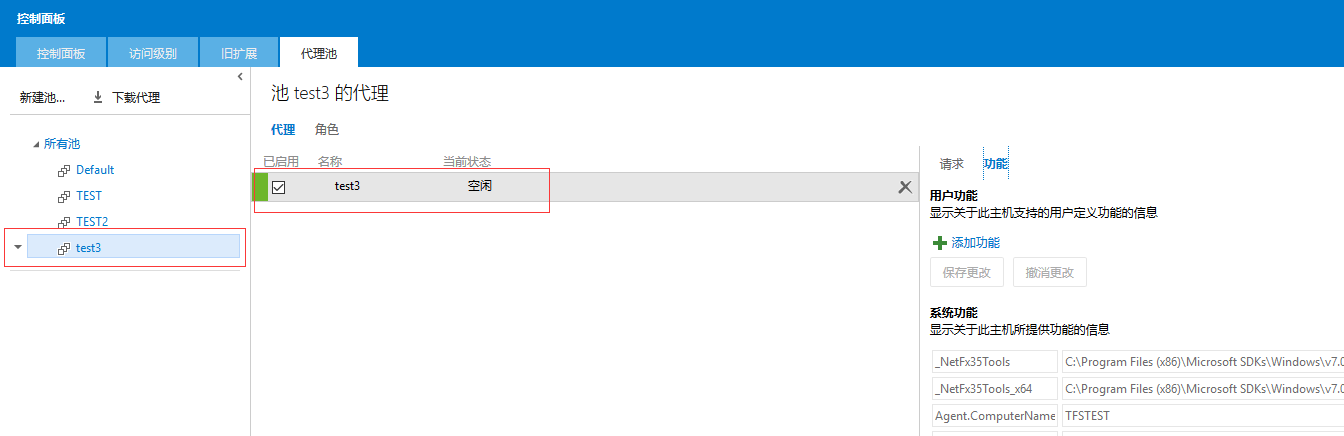 控制面板
控制面板 访问级别 旧扩展 代理池
新建池... 下载代理
所有池
Default
TEST
TEST2
test3
池 test3 的代理
代理 角色
已启用 名称 当前状态
test3 空闲
请求 功能
用户功能
显示关于此主机支持的用户定义功能的信息
添加功能
保存更改 撤消更改
系统功能
显示关于此主机所提供功能的信息
_NetFx35Tools C:\Program Files (x86)\Microsoft SDKs\Windows\v7.0
_NetFx35Tools_x64 C:\Program Files (x86)\Microsoft SDKs\Windows\v7.0
Agent.ComputerName TFSTEST